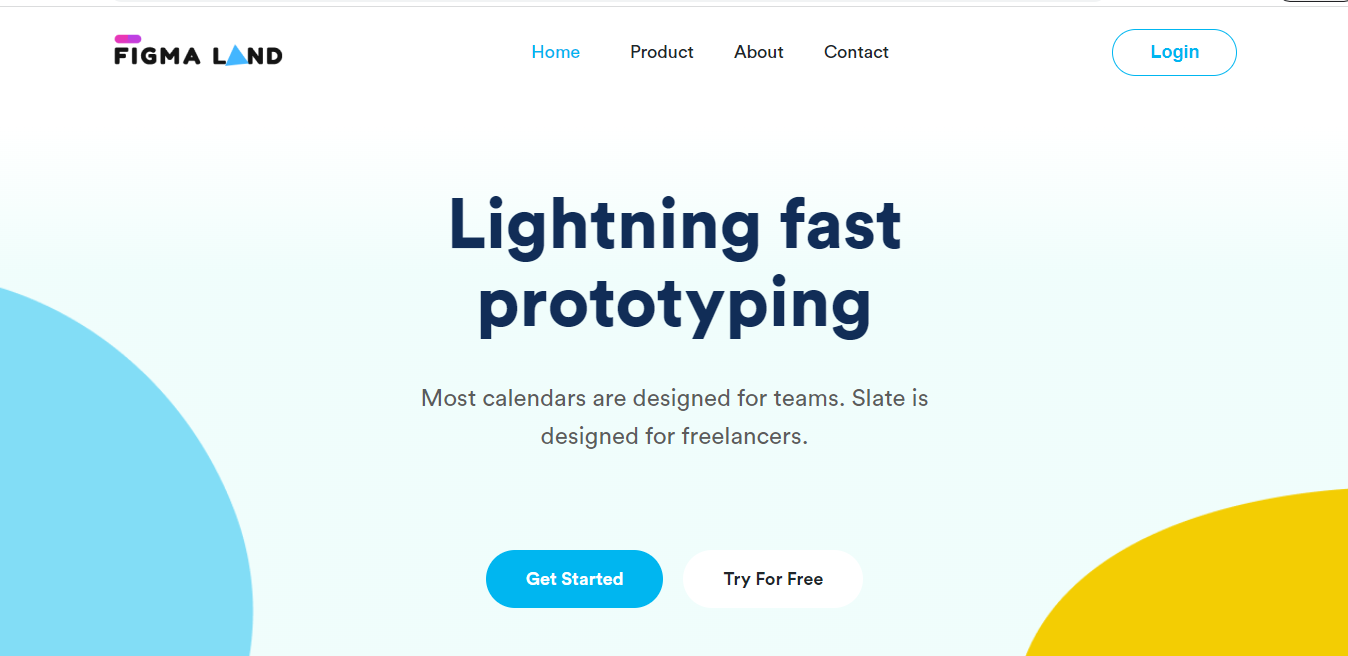 FIGMA LAND
Home Product About Contact
Login
Lightning fast
prototyping
Most calendars are designed for teams. Slate is
designed for freelancers.
Get Started Try For Free